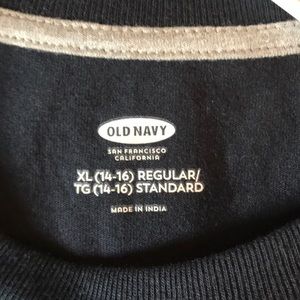 OLD NAVY
SAN FRANCISCO
CALIFORNIA
XL (14-16) REGULAR/
TG (14-16) STANDARD
MADE IN INDIA